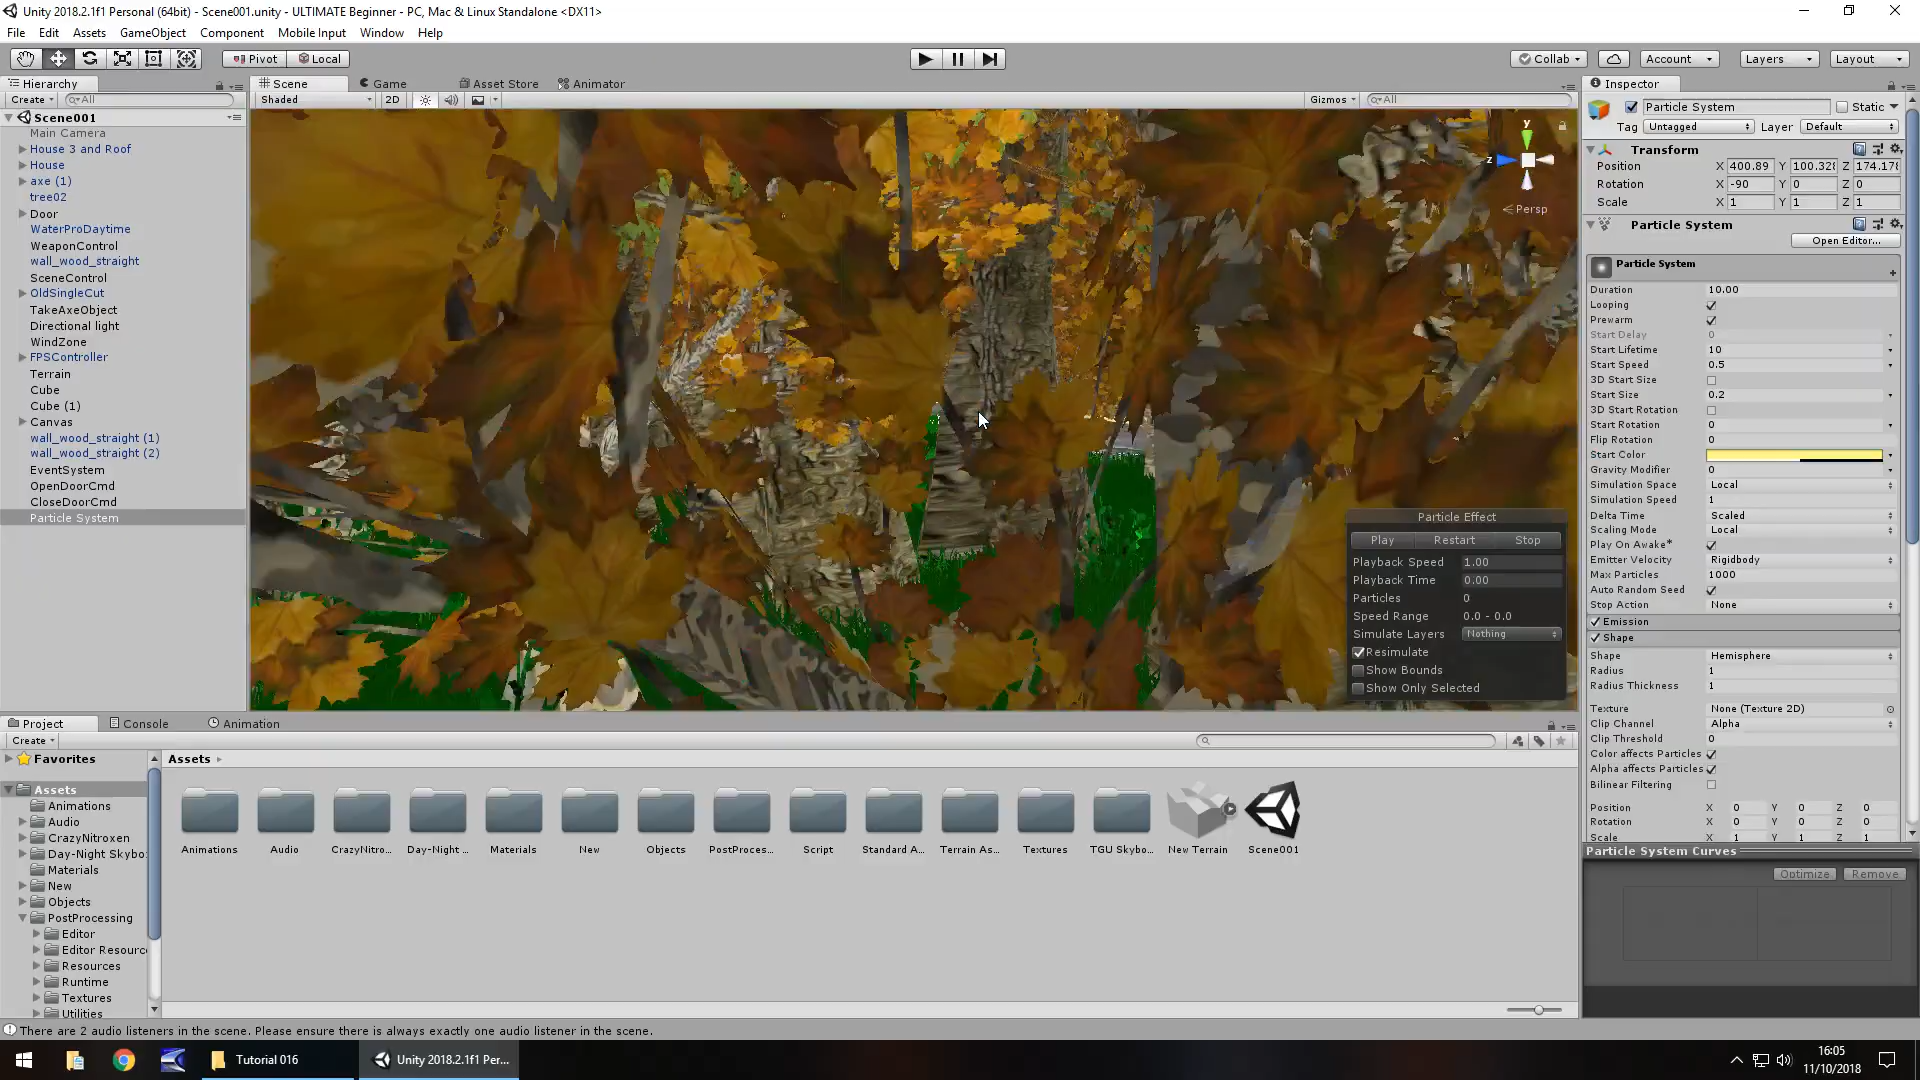 Unity 2018.2.1f1 Personal (64bit) - Scene001.unity - ULTIMATE Beginner - PC, Mac & Linux Standalone <DX11>
File Edit Assets GameObject Component Mobile Input Window Help
Pivot Local Collab Account Layers Layout
Hierarchy
Create All
Scene001
Main Camera
House 3 and Roof
House
axe (1)
tree02
Door
WaterProDaytime
WeaponControl
wall_wood_straight
SceneControl
OldSingleCut
TakeAxeObject
Directional light
WindZone
FPSController
Terrain
Cube
Cube (1)
Canvas
wall_wood_straight (1)
wall_wood_straight (2)
EventSystem
OpenDoorCmd
CloseDoorCmd
Particle System
Scene Game Asset Store Animator
Shaded 2D Gizmos All
y
z
Persp
Particle Effect
Play Restart Stop
Playback Speed 1.00
Playback Time 0.00
Particles 0
Speed Range 0.0 - 0.0
Simulate Layers Nothing
Resimulate
Show Bounds
Show Only Selected
Inspector
Particle System Static
Tag Untagged Layer Default
Transform
Position X 400.89 Y 100.328 Z 174.178
Rotation X -90 Y 0 Z 0
Scale X 1 Y 1 Z 1
Particle System
Open Editor...
Particle System
Duration 10.00
Looping
Prewarm
Start Delay 0
Start Lifetime 10
Start Speed 0.5
3D Start Size
Start Size 0.2
3D Start Rotation
Start Rotation 0
Flip Rotation 0
Start Color
Gravity Modifier 0
Simulation Space Local
Simulation Speed 1
Delta Time Scaled
Scaling Mode Local
Play On Awake*
Emitter Velocity Rigidbody
Max Particles 1000
Auto Random Seed
Stop Action None
Emission
Shape
Shape Hemisphere
Radius 1
Radius Thickness 1
Texture None (Texture 2D)
Clip Channel Alpha
Clip Threshold 0
Color affects Particles
Alpha affects Particles
Bilinear Filtering
Position X 0 Y 0 Z 0
Rotation X 0 Y 0 Z 0
Scale X 1 Y 1 Z 1
Particle System Curves
Optimize Remove
Project Console Animation
Create
Favorites
Assets
Animations
Audio
CrazyNitroxen
Day-Night Skybo
Materials
New
Objects
PostProcessing
Editor
Editor Resourc
Resources
Runtime
Textures
Utilities
Assets
Animations Audio CrazyNitro... Day-Night ... Materials New Objects PostProces... Script Standard A... Terrain As... Textures TGU Skybo... New Terrain Scene001
There are 2 audio listeners in the scene. Please ensure there is always exactly one audio listener in the scene.
Tutorial 016 Unity 2018.2.1f1 Per...
16:05
11/10/2018